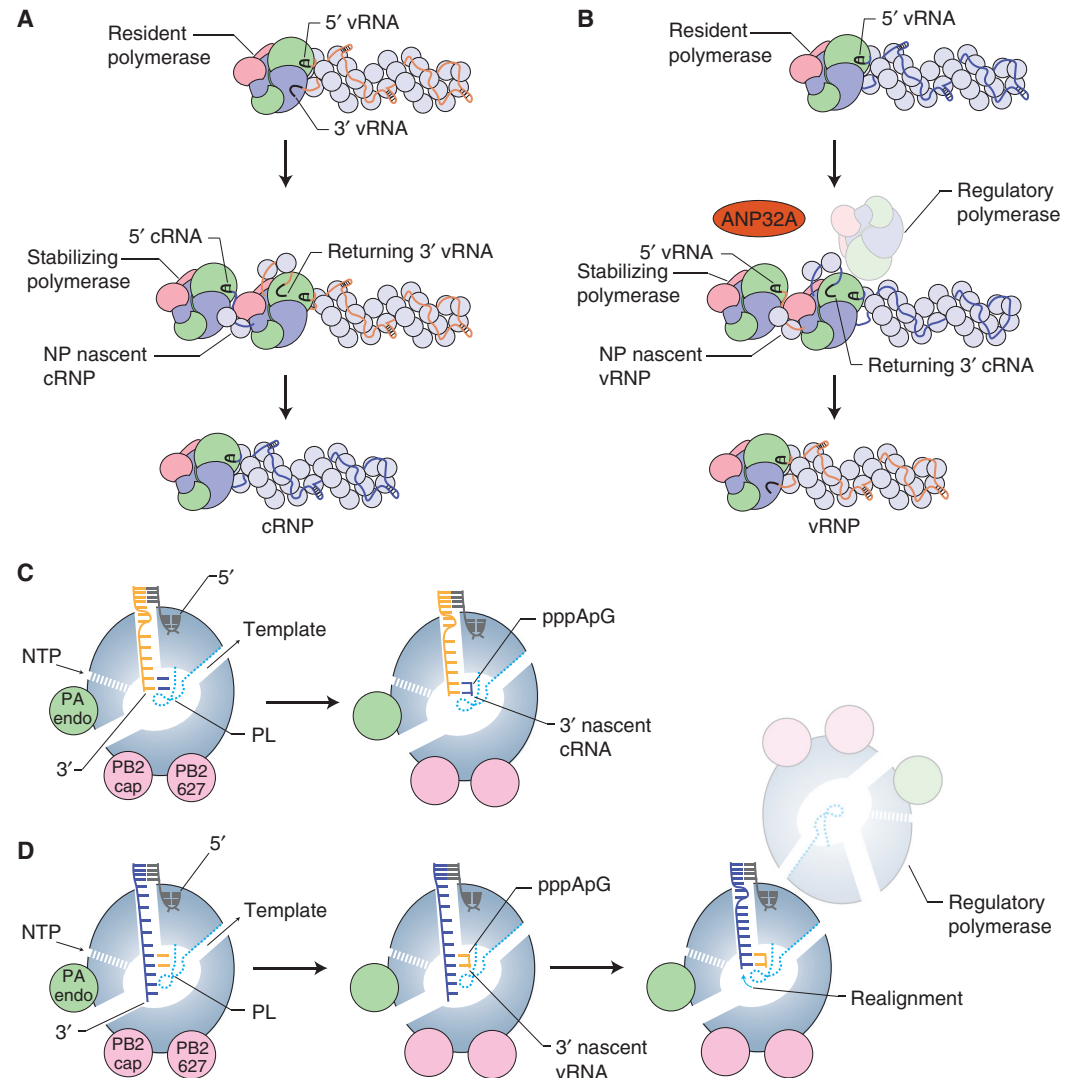 A
5′ vRNA
Resident
polymerase
3′ vRNA
5′ cRNA
Returning 3′ vRNA
Stabilizing
polymerase
NP nascent
cRNP
cRNP
B
5′ vRNA
Resident
polymerase
ANP32A
Regulatory
polymerase
5′ vRNA
Stabilizing
polymerase
NP nascent
vRNP
Returning 3′ cRNA
vRNP
C
5′
Template
NTP
PA
endo
PL
3′
PB2
cap
PB2
627
pppApG
3′ nascent
cRNA
D
5′
Template
NTP
PA
endo
PL
3′
PB2
cap
PB2
627
pppApG
3′ nascent
vRNA
Regulatory
polymerase
Realignment